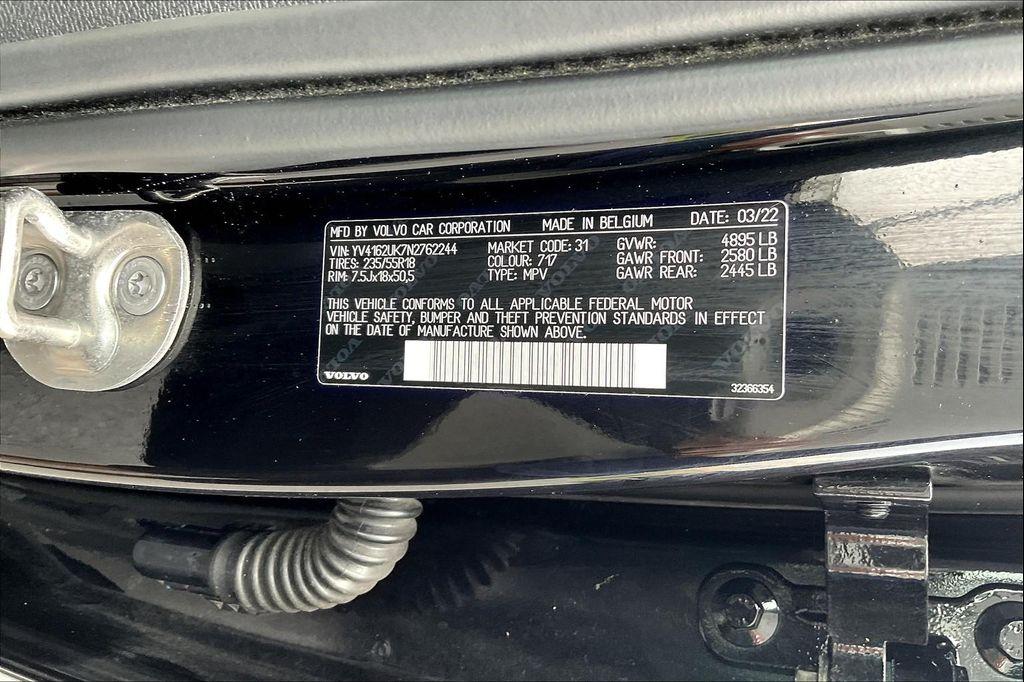 MFD BY VOLVO CAR CORPORATION MADE IN BELGIUM DATE: 03/22
VIN: YV4162UK7N2762244 MARKET CODE: 31 GVWR: 4895 LB
TIRES: 235/55R18 COLOUR: 717 GAWR FRONT: 2580 LB
RIM: 7.5Jx18x50,5 TYPE: MPV GAWR REAR: 2445 LB
THIS VEHICLE CONFORMS TO ALL APPLICABLE FEDERAL MOTOR
VEHICLE SAFETY, BUMPER AND THEFT PREVENTION STANDARDS IN EFFECT
ON THE DATE OF MANUFACTURE SHOWN ABOVE.
VOLVO 32366354